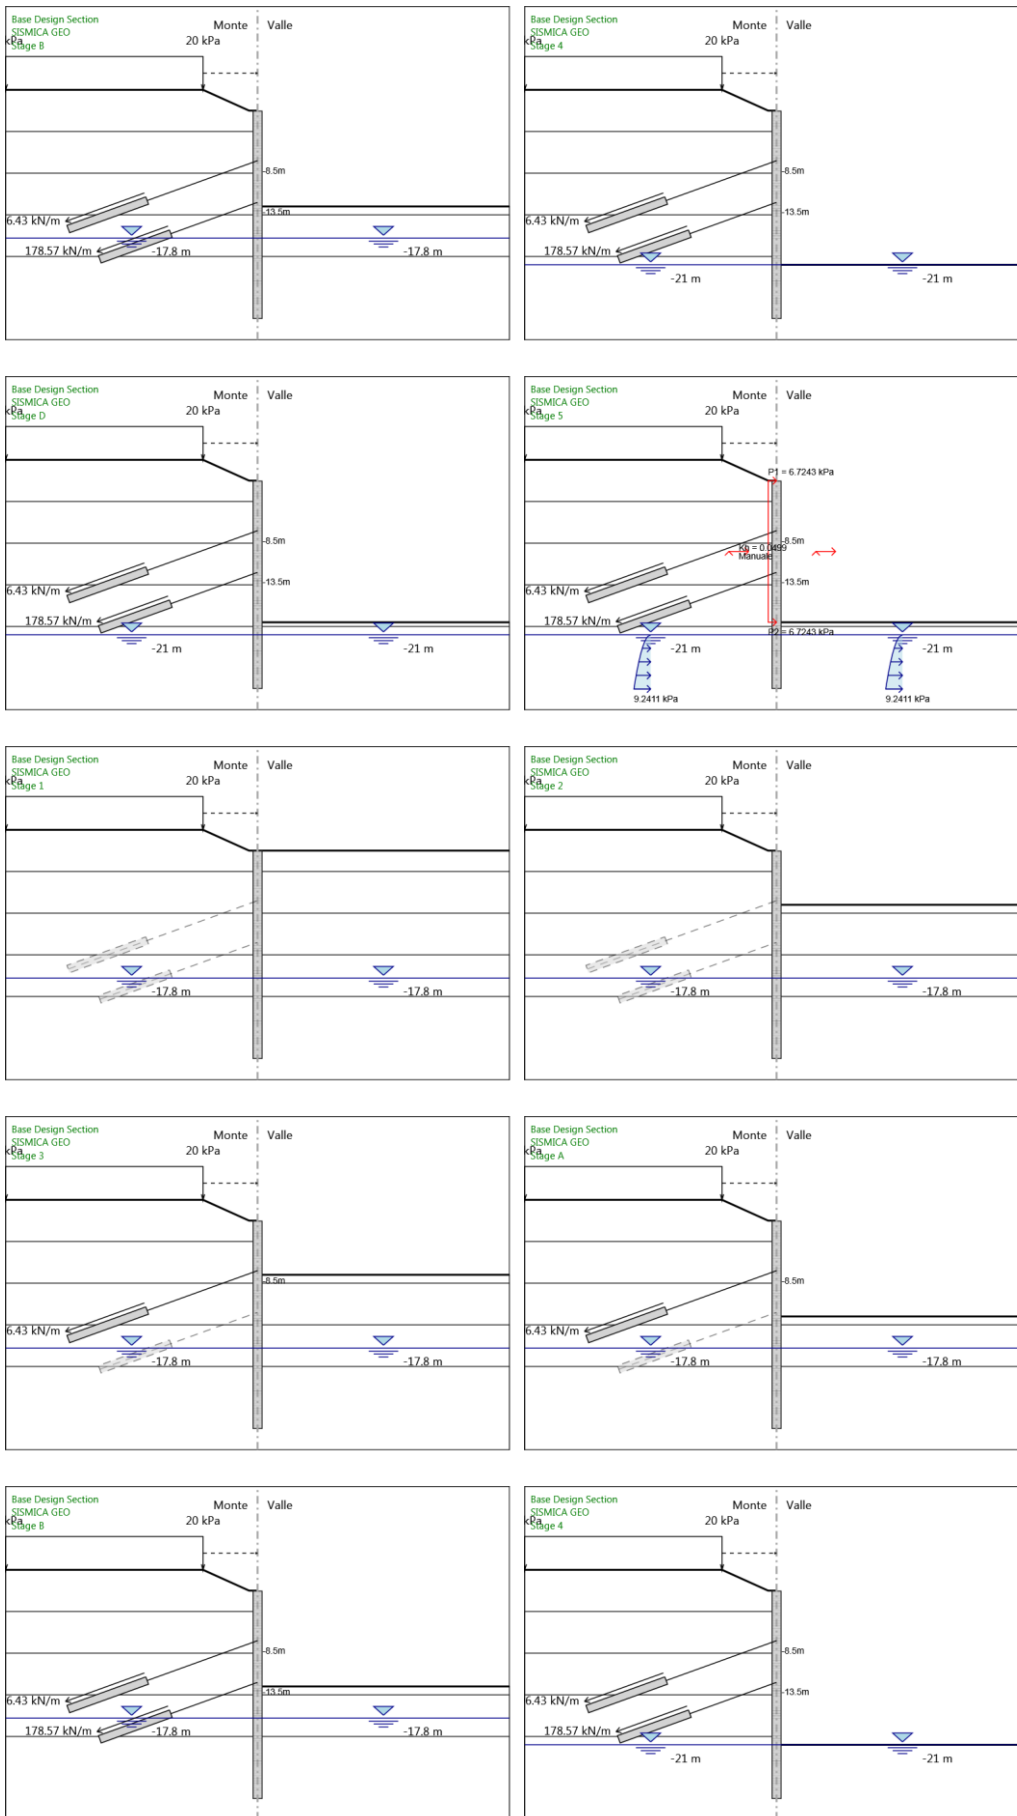 Base Design Section
SISMICA GEO
Stage B
kPa
Monte
Valle
20 kPa
-8.5m
-13.5m
6.43 kN/m
178.57 kN/m
-17.8 m
-17.8 m
Base Design Section
SISMICA GEO
Stage 4
kPa
Monte
Valle
20 kPa
-8.5m
-13.5m
6.43 kN/m
178.57 kN/m
-21 m
-21 m
Base Design Section
SISMICA GEO
Stage D
kPa
Monte
Valle
20 kPa
-8.5m
-13.5m
6.43 kN/m
178.57 kN/m
-21 m
-21 m
Base Design Section
SISMICA GEO
Stage 5
kPa
Monte
Valle
20 kPa
P1 = 6.7243 kPa
-8.5m
Kh = 0.0499
Manuale
-13.5m
6.43 kN/m
178.57 kN/m
P2 = 6.7243 kPa
-21 m
-21 m
9.2411 kPa
9.2411 kPa
Base Design Section
SISMICA GEO
Stage 1
kPa
Monte
Valle
20 kPa
-17.8 m
-17.8 m
Base Design Section
SISMICA GEO
Stage 2
kPa
Monte
Valle
20 kPa
-17.8 m
-17.8 m
Base Design Section
SISMICA GEO
Stage 3
kPa
Monte
Valle
20 kPa
-8.5m
6.43 kN/m
-17.8 m
-17.8 m
Base Design Section
SISMICA GEO
Stage A
kPa
Monte
Valle
20 kPa
-8.5m
6.43 kN/m
-17.8 m
-17.8 m
Base Design Section
SISMICA GEO
Stage B
kPa
Monte
Valle
20 kPa
-8.5m
-13.5m
6.43 kN/m
178.57 kN/m
-17.8 m
-17.8 m
Base Design Section
SISMICA GEO
Stage 4
kPa
Monte
Valle
20 kPa
-8.5m
-13.5m
6.43 kN/m
178.57 kN/m
-21 m
-21 m